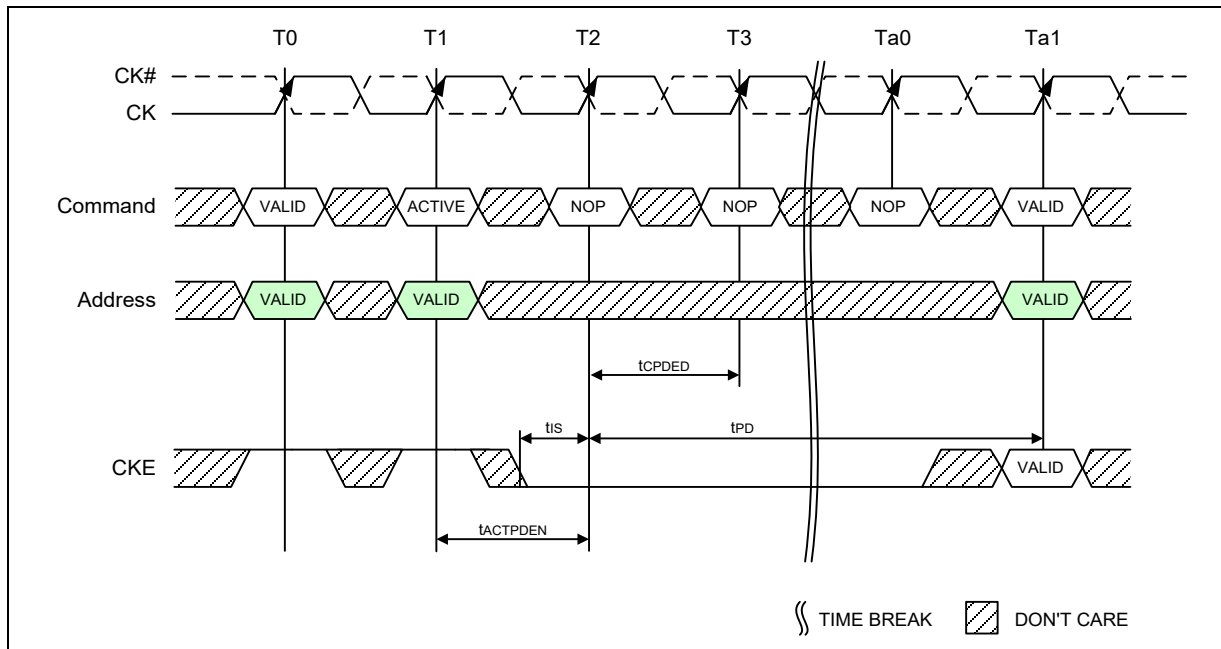 T0 T1 T2 T3 Ta0 Ta1
CK#
CK
Command VALID ACTIVE NOP NOP NOP VALID
Address VALID VALID VALID
tCPDED
tIS tPD
CKE VALID
tACTPDEN
TIME BREAK DON'T CARE